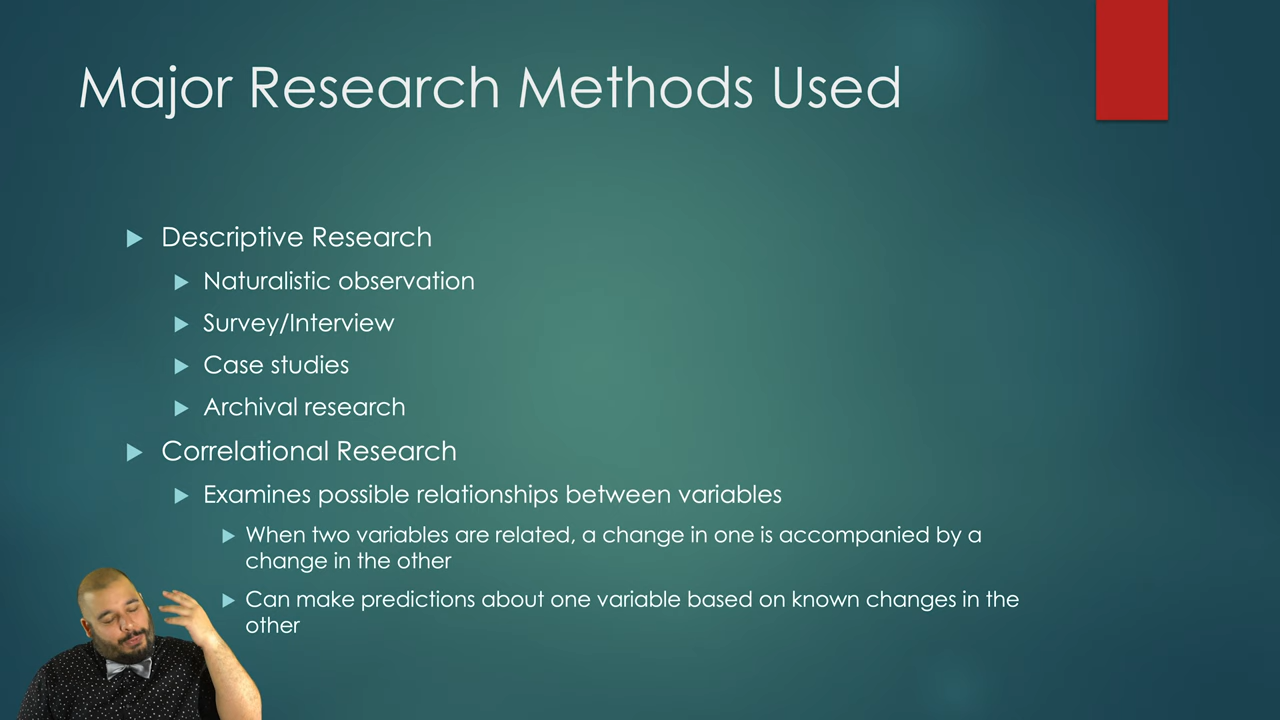 Major Research Methods Used
Descriptive Research
Naturalistic observation
Survey/Interview
Case studies
Archival research
Correlational Research
Examines possible relationships between variables
When two variables are related, a change in one is accompanied by a
change in the other
Can make predictions about one variable based on known changes in the
other